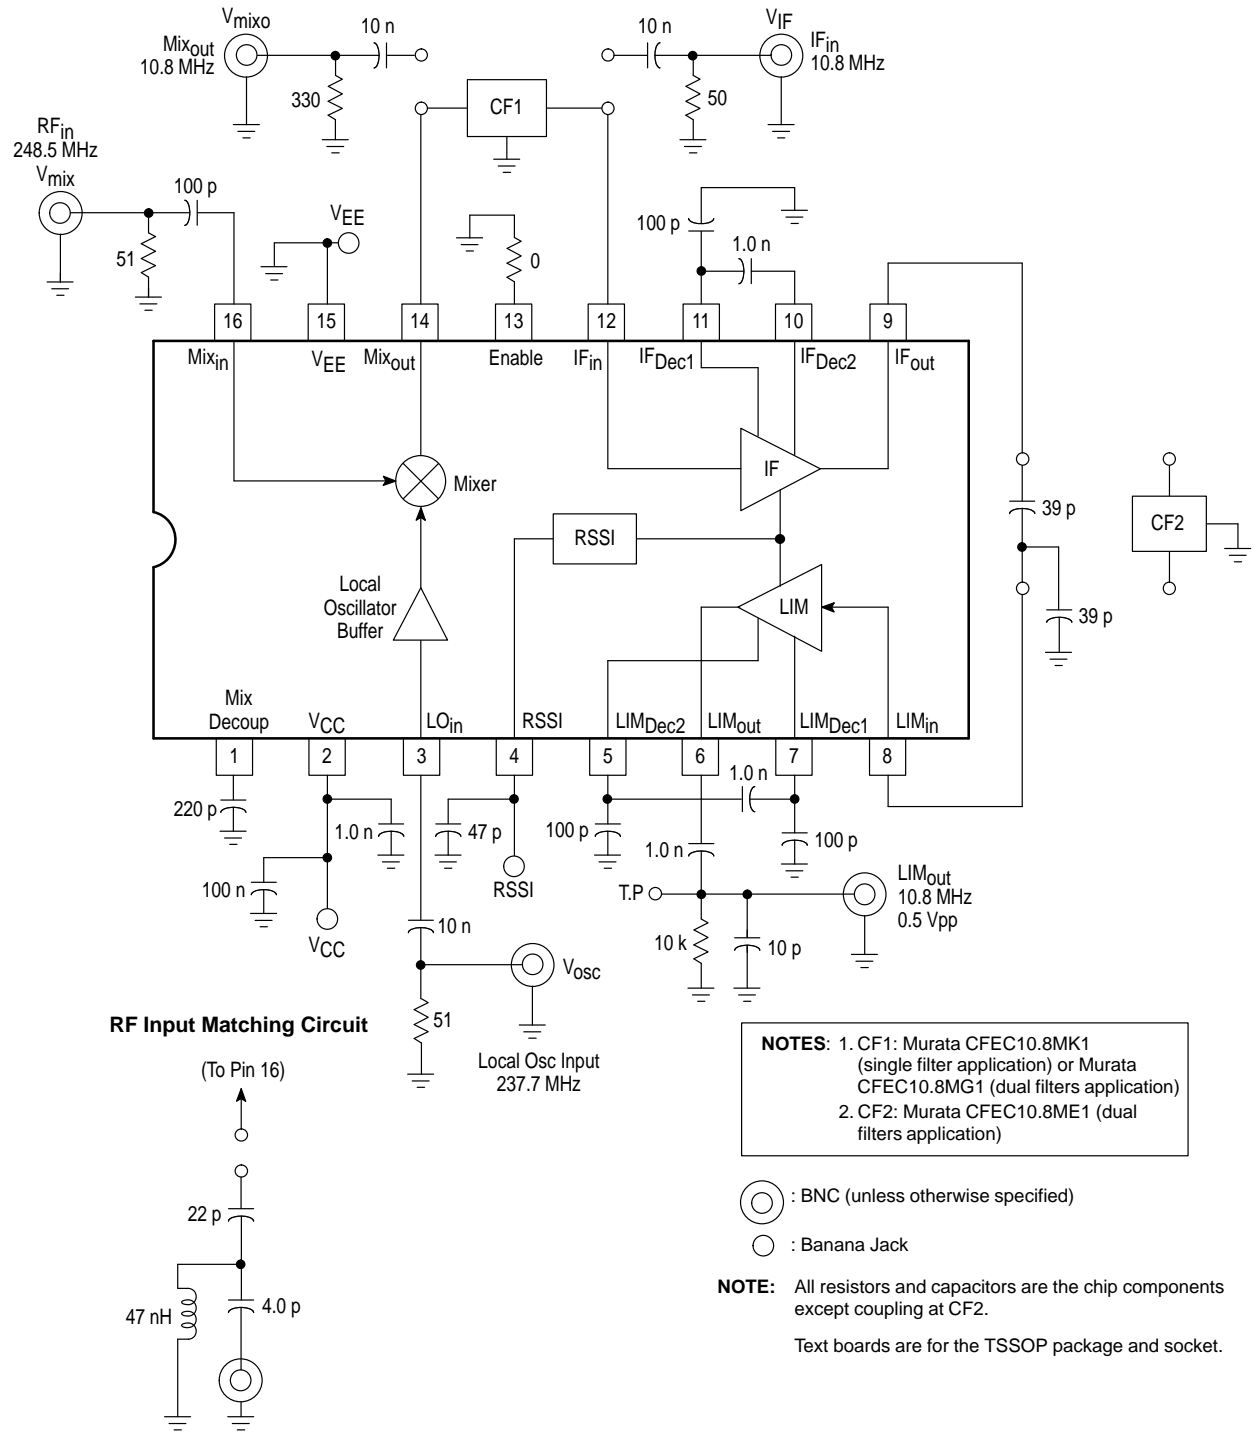 Vmixo
Mixout
10.8 MHz
10 n
330
10 n
VIF
IFin
10.8 MHz
50
CF1
RFin
248.5 MHz
Vmix
100 p
51
VEE
0
100 p
1.0 n
16
15
14
13
12
11
10
9
Mixin
VEE
Mixout
Enable
IFin
IFDec1
IFDec2
IFout
IF
Mixer
RSSI
39 p
CF2
Local
Oscillator
Buffer
LIM
39 p
Mix
Decoup
VCC
LOin
RSSI
LIMDec2
LIMout
LIMDec1
LIMin
1
2
3
4
5
6
7
8
220 p
1.0 n
47 p
100 p
1.0 n
1.0 n
100 p
100 n
VCC
RSSI
T.P
LIMout
10.8 MHz
0.5 Vpp
10 n
10 k
10 p
Vosc
51
Local Osc Input
237.7 MHz
RF Input Matching Circuit
(To Pin 16)
22 p
47 nH
4.0 p
NOTES: 1. CF1: Murata CFEC10.8MK1
(single filter application) or Murata
CFEC10.8MG1 (dual filters application)
2. CF2: Murata CFEC10.8ME1 (dual
filters application)
: BNC (unless otherwise specified)
: Banana Jack
NOTE: All resistors and capacitors are the chip components
except coupling at CF2.
Text boards are for the TSSOP package and socket.